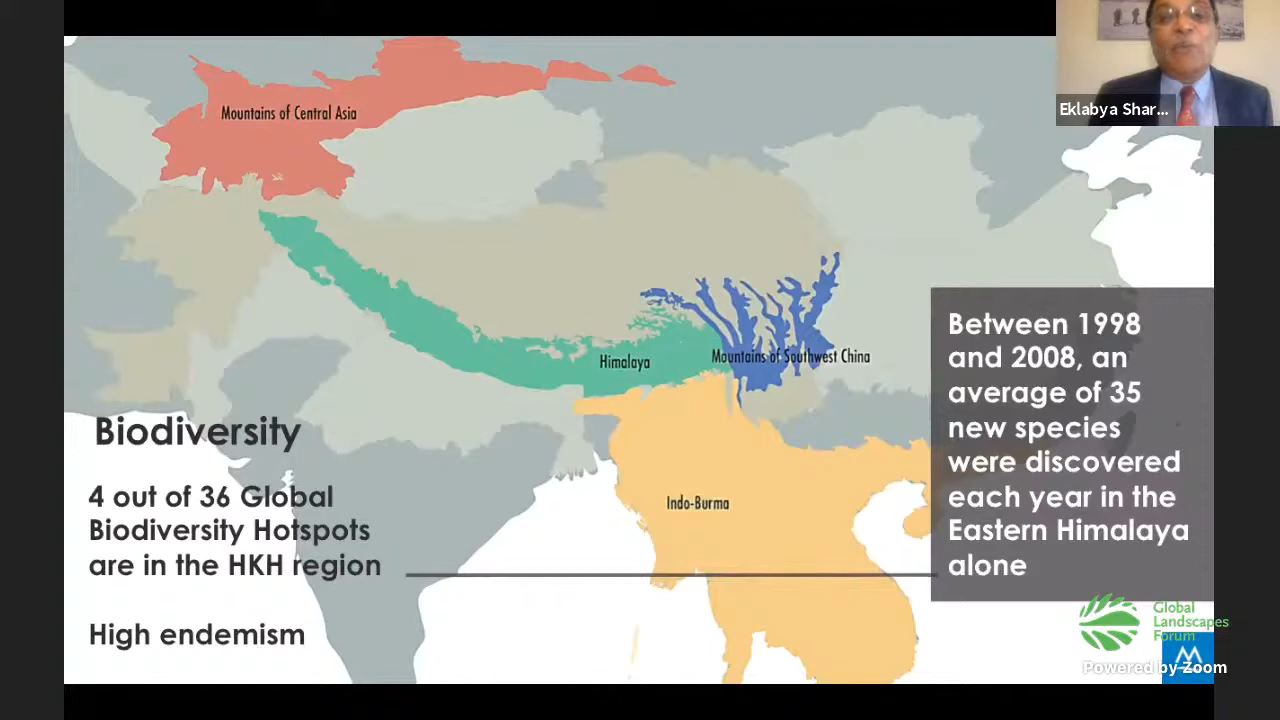 Mountains of Central Asia
Eklabya Shar...
Himalaya
Mountains of Southwest China
Indo-Burma
Biodiversity
4 out of 36 Global
Biodiversity Hotspots
are in the HKH region
High endemism
Between 1998
and 2008, an
average of 35
new species
were discovered
each year in the
Eastern Himalaya
alone
Global
Landscapes
Forum
Powered by Zoom